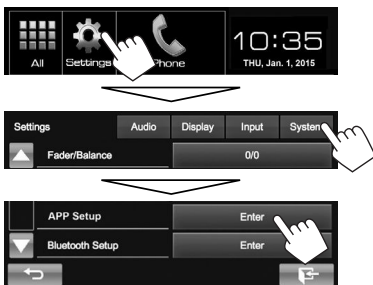 10:35
All Settings Phone THU, Jan. 1, 2015
Settings Audio Display Input System
Fader/Balance 0/0
APP Setup Enter
Bluetooth Setup Enter